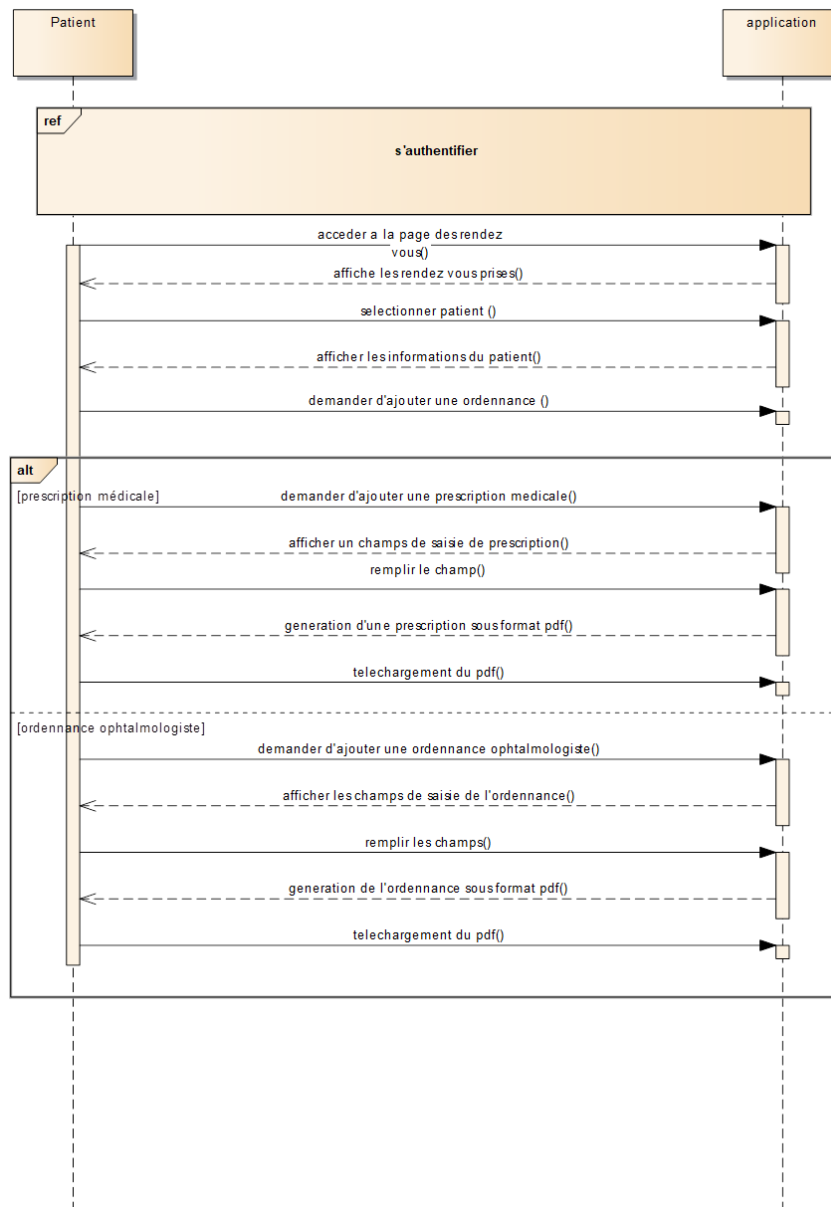 Patient
application
ref
s'authentifier
acceder a la page des rendez
vous()
affiche les rendez vous prises()
selectionner patient ()
afficher les informations du patient()
demander d'ajouter une ordennance ()
alt
[prescription médicale]
demander d'ajouter une prescription medicale()
afficher un champs de saisie de prescription()
remplir le champ()
generation d'une prescription sous format pdf()
telechargement du pdf()
[ordennance ophtalmologiste]
demander d'ajouter une ordennance ophtalmologiste()
afficher les champs de saisie de l'ordennance()
remplir les champs()
generation de l'ordennance sous format pdf()
telechargement du pdf()